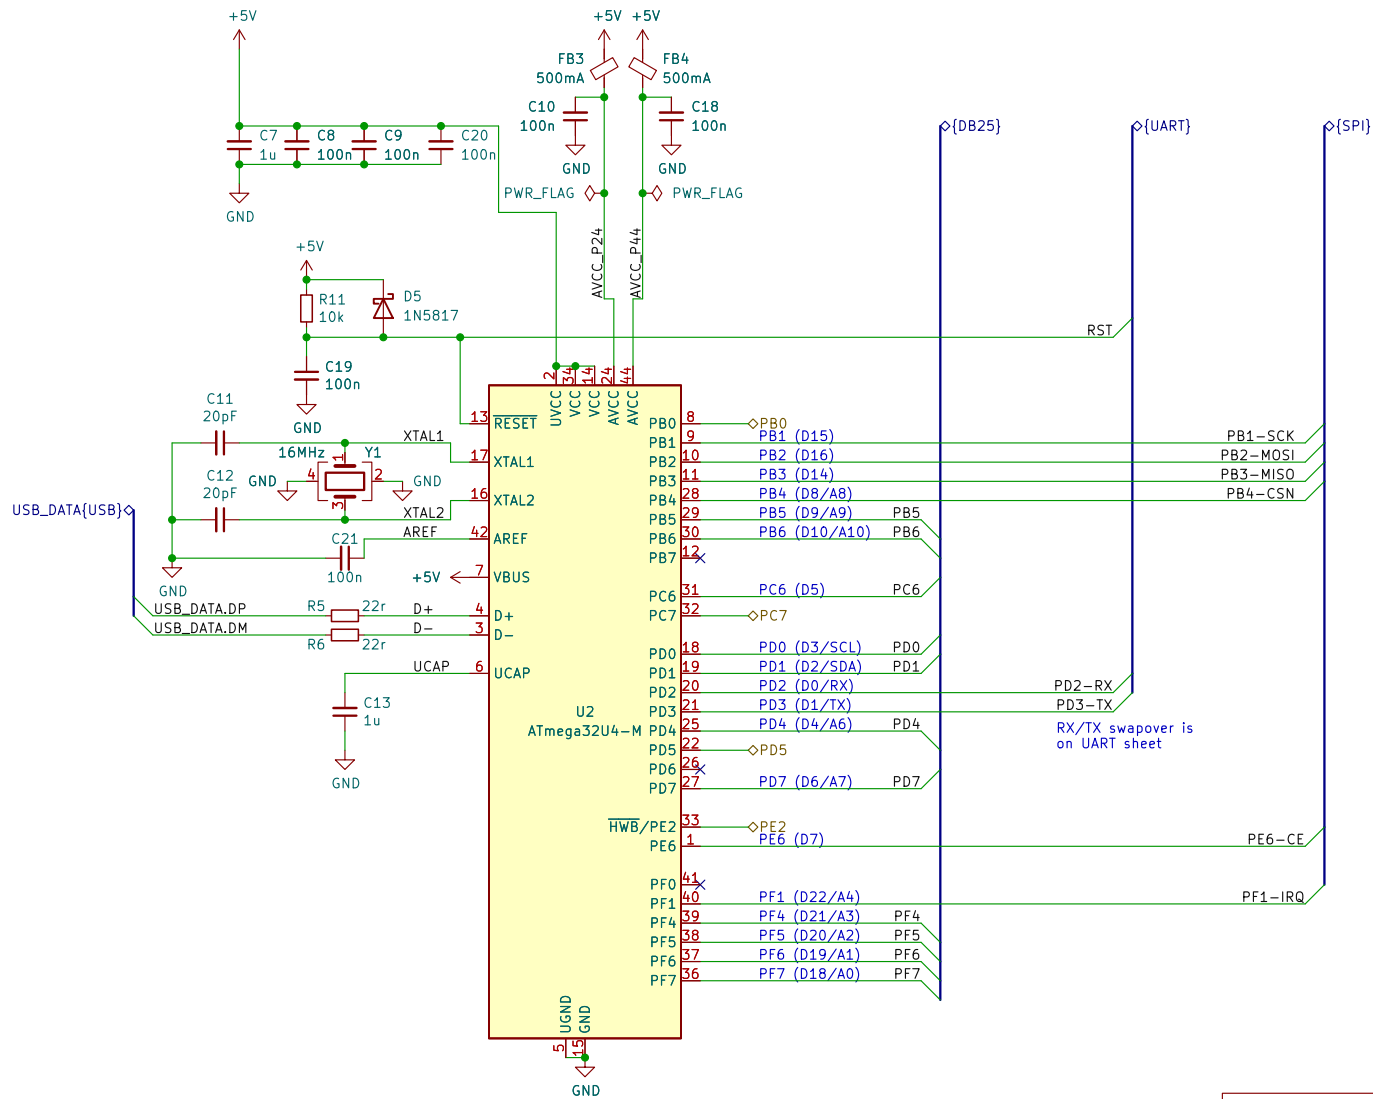 +5V
+5V +5V
FB3
500mA
FB4
500mA
C10
100n
C18
100n
GND
GND
C7
1u
C8
100n
C9
100n
C20
100n
GND
PWR_FLAG
PWR_FLAG
AVCC_P24
AVCC_P44
{DB25}
{UART}
{SPI}
+5V
R11
10k
D5
1N5817
RST
C19
100n
GND
2
34
14
24
44
UVCC
VCC
VCC
AVCC
AVCC
C11
20pF
C12
20pF
XTAL1
16MHz
Y1
1
4
2
3
GND
GND
XTAL2
AREF
C21
100n
GND
+5V
USB_DATA{USB}
USB_DATA.DP
R5
22r
D+
USB_DATA.DM
R6
22r
D-
UCAP
C13
1u
GND
13 RESET
17 XTAL1
16 XTAL2
42 AREF
7 VBUS
4 D+
3 D-
6 UCAP
U2
ATmega32U4-M
PB0 8 PB0
PB1 9 PB1 (D15) PB1-SCK
PB2 10 PB2 (D16) PB2-MOSI
PB3 11 PB3 (D14) PB3-MISO
PB4 28 PB4 (D8/A8) PB4-CSN
PB5 29 PB5 (D9/A9) PB5
PB6 30 PB6 (D10/A10) PB6
PB7 12
PC6 31 PC6 (D5) PC6
PC7 32 PC7
PD0 18 PD0 (D3/SCL) PD0
PD1 19 PD1 (D2/SDA) PD1
PD2 20 PD2 (D0/RX) PD2-RX
PD3 21 PD3 (D1/TX) PD3-TX
PD4 25 PD4 (D4/A6) PD4
RX/TX swapover is
on UART sheet
PD5 22 PD5
PD6 26
PD7 27 PD7 (D6/A7) PD7
HWB/PE2 33 PE2
PE6 1 PE6 (D7) PE6-CE
PF0 41
PF1 40 PF1 (D22/A4) PF1-IRQ
PF4 39 PF4 (D21/A3) PF4
PF5 38 PF5 (D20/A2) PF5
PF6 37 PF6 (D19/A1) PF6
PF7 36 PF7 (D18/A0) PF7
UGND
GND
5
15
GND